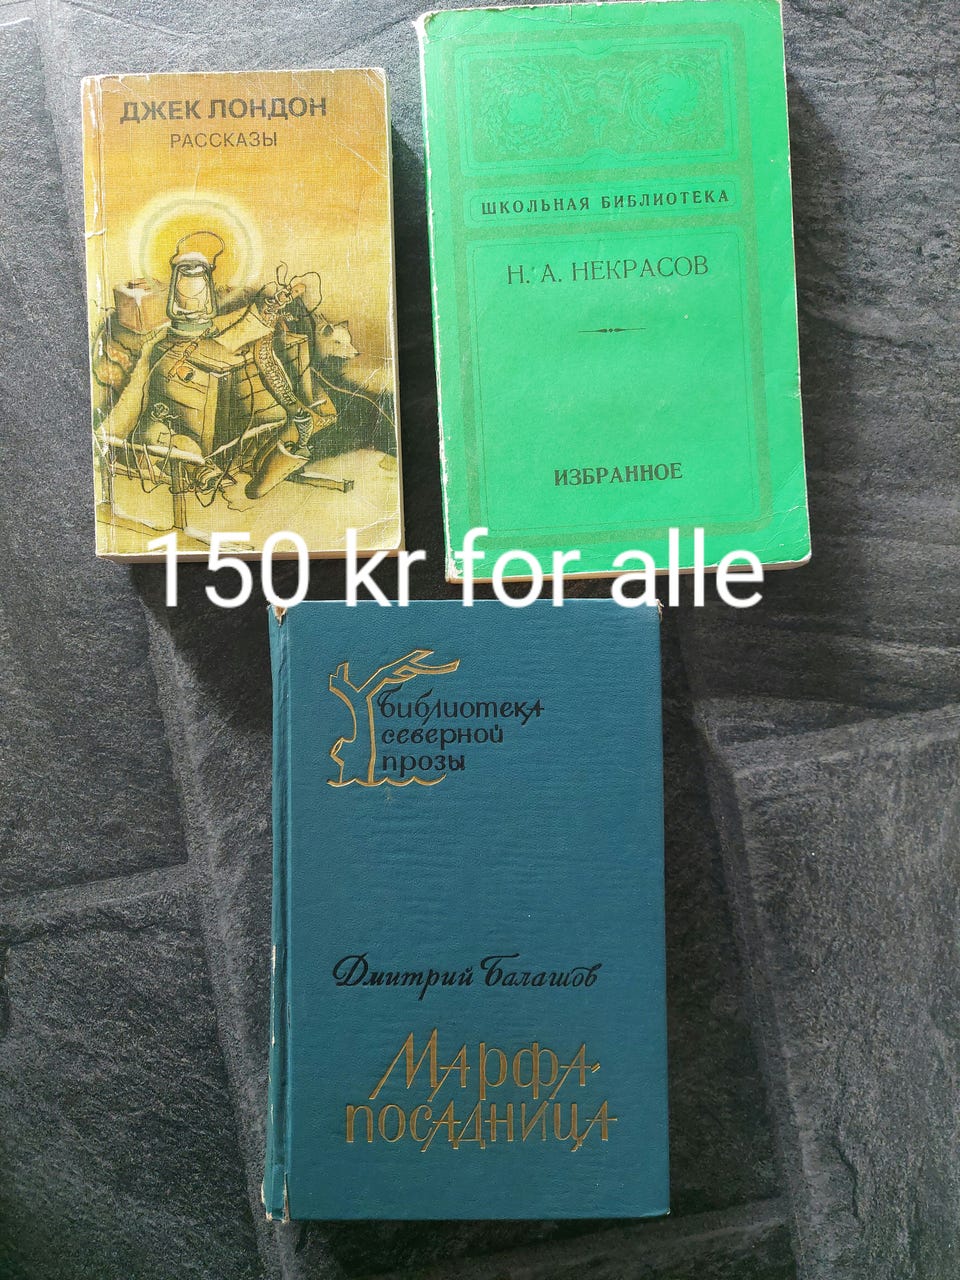 ДЖЕК ЛОНДОН
РАССКАЗЫ
ШКОЛЬНАЯ БИБЛИОТЕКА
Н. А. НЕКРАСОВ
ИЗБРАННОЕ
150 kr for alle
Библиотека
северной
прозы
Дмитрий Балашов
Марфа-
посадница